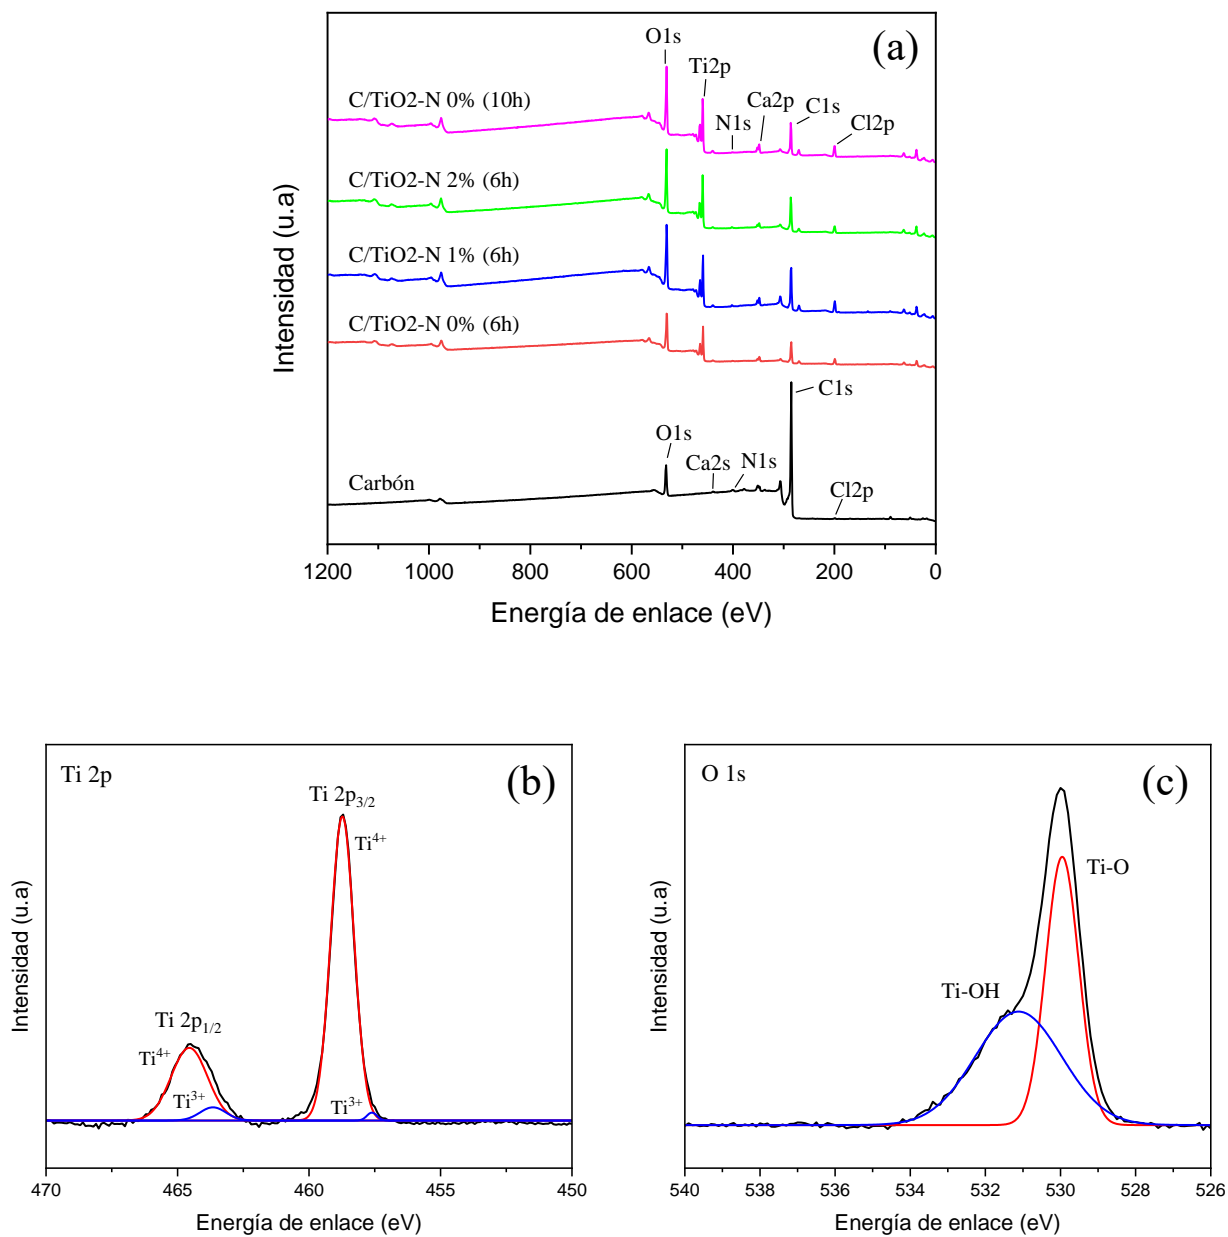 (a)
O1s
Ti2p
Ca2p
C1s
N1s
Cl2p
C/TiO2-N 0% (10h)
C/TiO2-N 2% (6h)
C/TiO2-N 1% (6h)
C/TiO2-N 0% (6h)
C1s
O1s
Ca2s
N1s
Carbón
Cl2p
Intensidad (u.a)
1200 1000 800 600 400 200 0
Energía de enlace (eV)
Ti 2p
(b)
Ti 2p3/2
Ti4+
Ti 2p1/2
Ti4+
Ti3+
Ti3+
Intensidad (u.a)
470 465 460 455 450
Energía de enlace (eV)
O 1s
(c)
Ti-O
Ti-OH
Intensidad (u.a)
540 538 536 534 532 530 528 526
Energía de enlace (eV)